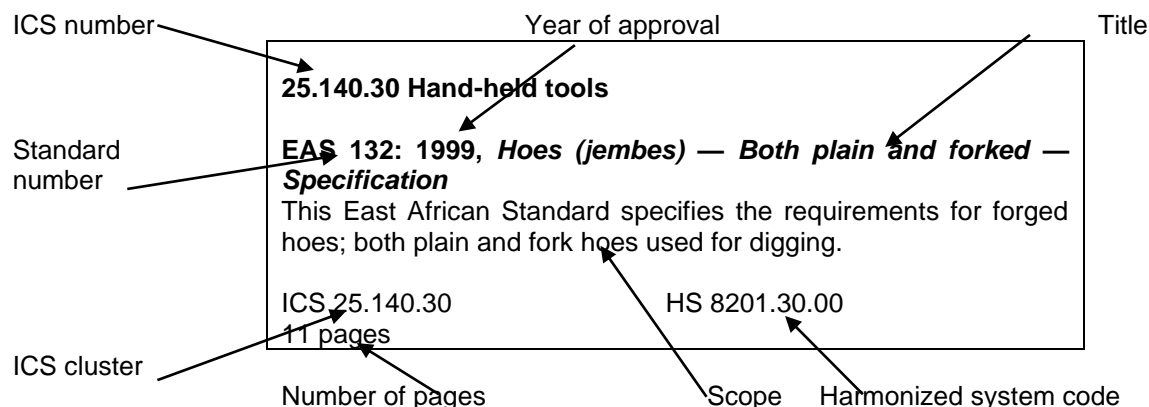 ICS number Year of approval Title
25.140.30 Hand-held tools
Standard
number
EAS 132: 1999, Hoes (jembes) — Both plain and forked —
Specification
This East African Standard specifies the requirements for forged
hoes; both plain and fork hoes used for digging.
ICS 25.140.30 HS 8201.30.00
11 pages
ICS cluster
Number of pages Scope Harmonized system code